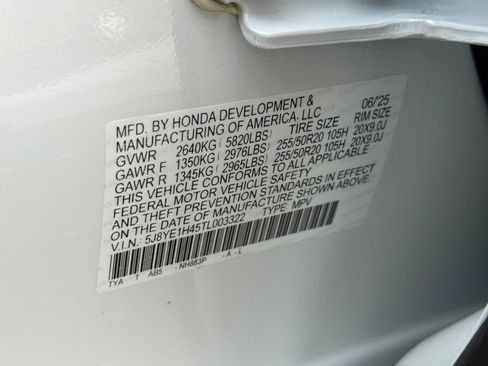 MFD. BY HONDA DEVELOPMENT & 06/25
MANUFACTURING OF AMERICA, LLC
GVWR 2640KG (5820LBS) TIRE SIZE RIM SIZE
GAWR F 1350KG (2976LBS) 255/50R20 105H 20X9.0J
GAWR R 1345KG (2965LBS) 255/50R20 105H 20X9.0J
THIS VEHICLE CONFORMS TO ALL APPLICABLE
FEDERAL MOTOR VEHICLE SAFETY
AND THEFT PREVENTION STANDARDS IN EFFECT
ON THE DATE OF MANUFACTURE SHOWN ABOVE.
V.I.N.: 5J8YE1H45TL003322 TYPE: MPV
TYA T AB5 NH883P - A - L